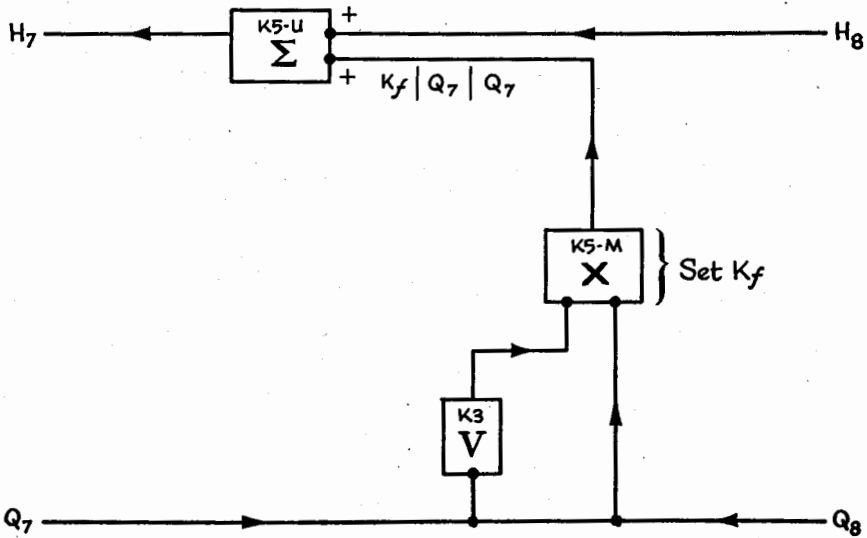 H₇
K5-U
Σ
+
+
H₈
K𝑓 | Q₇ | Q₇
K5-M
X
Set K𝑓
K3
V
Q₇
Q₈